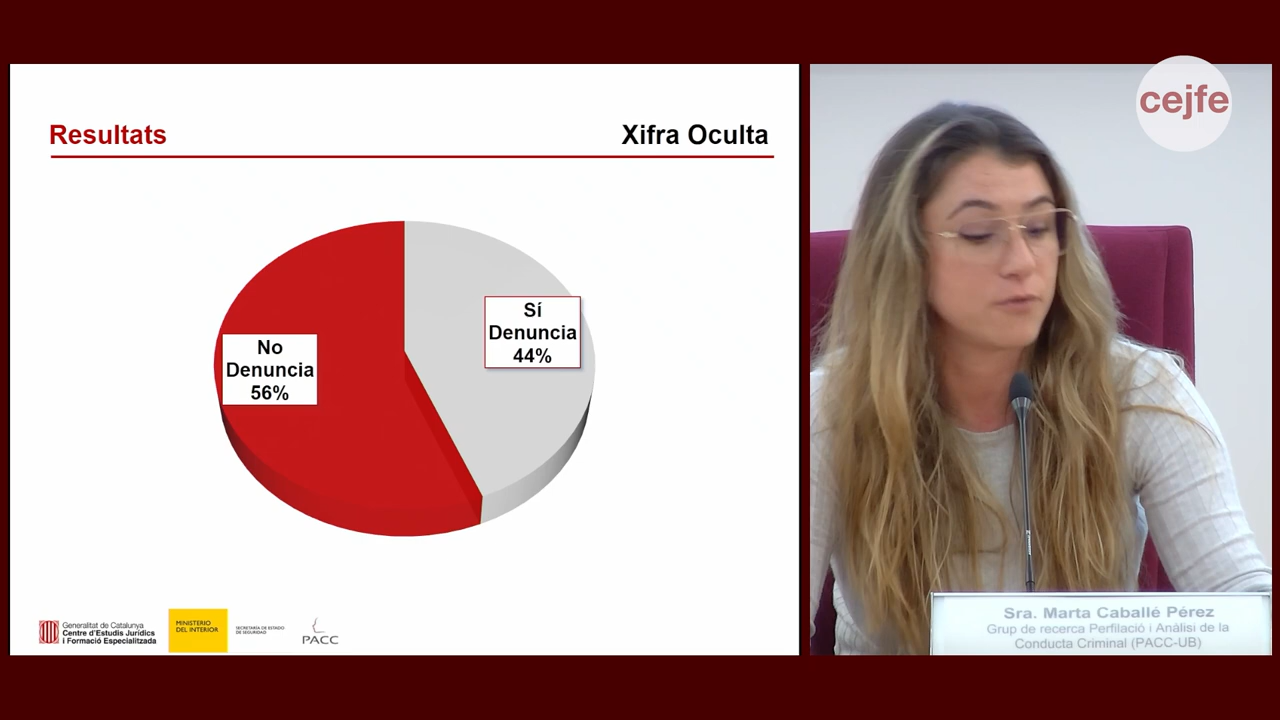 cejfe
Resultats
Xifra Oculta
Sí
Denuncia
44%
No
Denuncia
56%
Generalitat de Catalunya
Centre d'Estudis Jurídics
i Formació Especialitzada
MINISTERIO
DEL INTERIOR
SECRETARÍA DE ESTADO
DE SEGURIDAD
PACC
Sra. Marta Caballé Pérez
Grup de recerca Perfilació i Anàlisi de la
Conducta Criminal (PACC-UB)